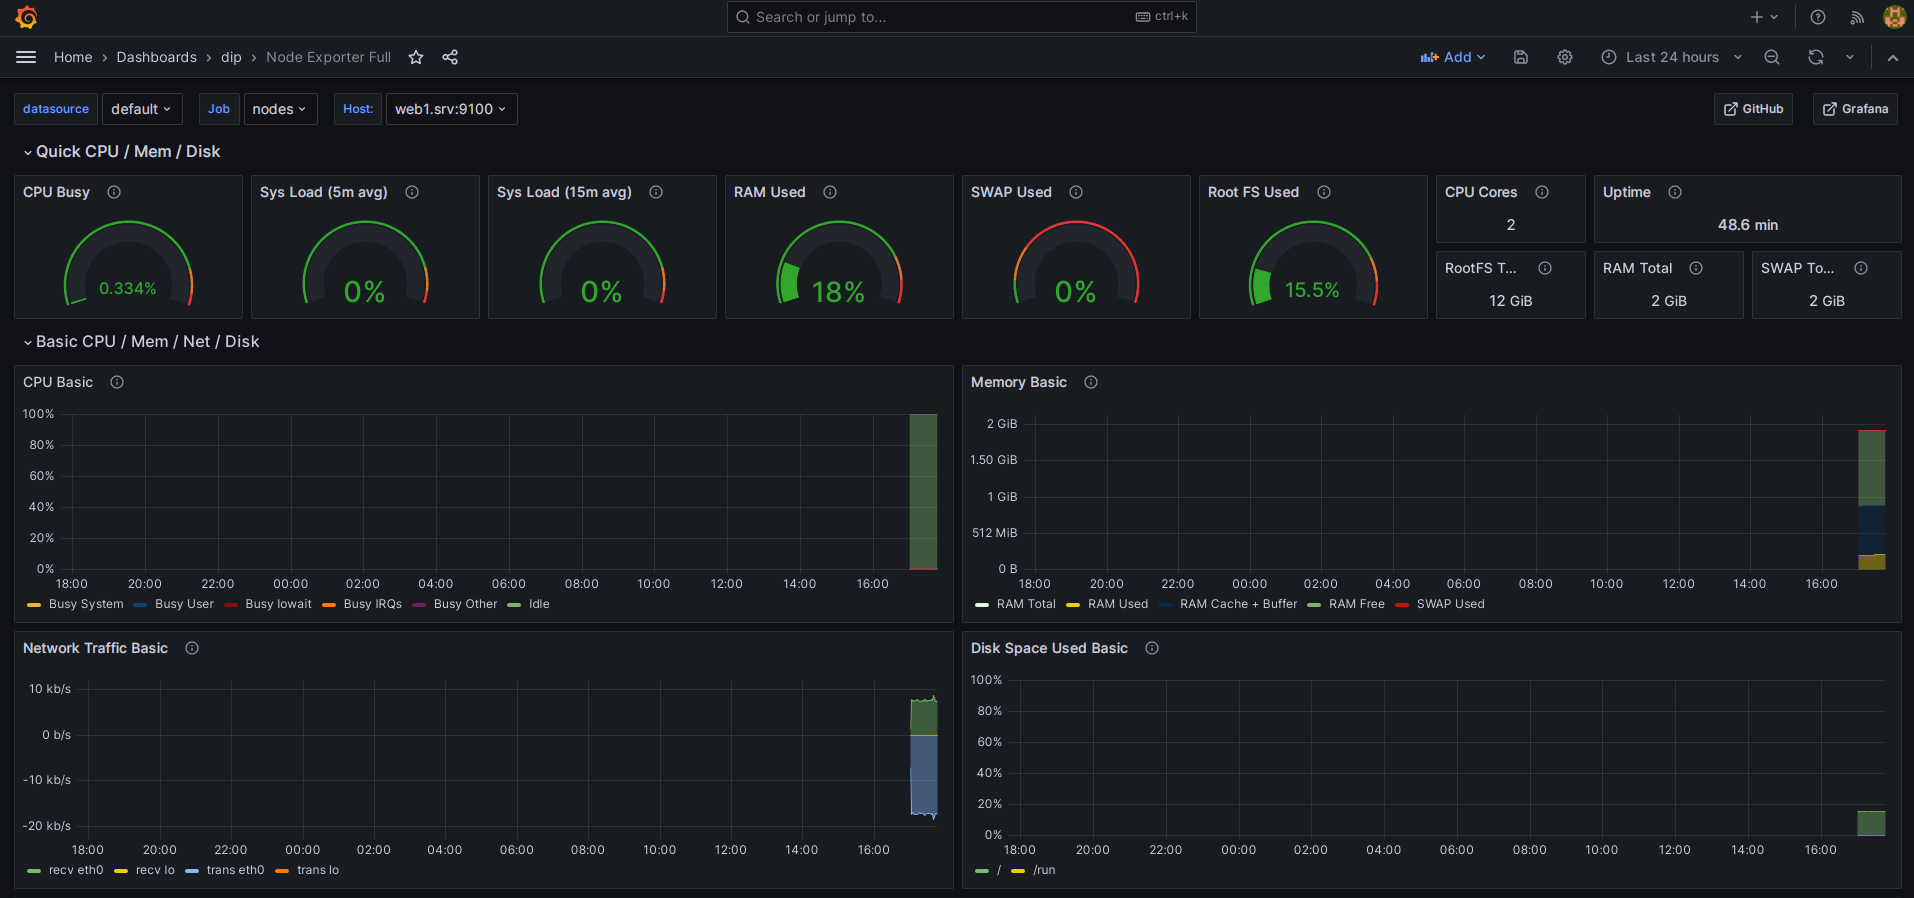 Search or jump to...
ctrl+k
Home › Dashboards › dip › Node Exporter Full
Add
Last 24 hours
datasource default Job nodes Host: web1.srv:9100
GitHub
Grafana
Quick CPU / Mem / Disk
CPU Busy
0.334%
Sys Load (5m avg)
0%
Sys Load (15m avg)
0%
RAM Used
18%
SWAP Used
0%
Root FS Used
15.5%
CPU Cores
2
Uptime
48.6 min
RootFS T...
12 GiB
RAM Total
2 GiB
SWAP To...
2 GiB
Basic CPU / Mem / Net / Disk
CPU Basic
100%
80%
60%
40%
20%
0%
18:00 20:00 22:00 00:00 02:00 04:00 06:00 08:00 10:00 12:00 14:00 16:00
Busy System Busy User Busy Iowait Busy IRQs Busy Other Idle
Memory Basic
2 GiB
1.50 GiB
1 GiB
512 MiB
0 B
18:00 20:00 22:00 00:00 02:00 04:00 06:00 08:00 10:00 12:00 14:00 16:00
RAM Total RAM Used RAM Cache + Buffer RAM Free SWAP Used
Network Traffic Basic
10 kb/s
0 b/s
-10 kb/s
-20 kb/s
18:00 20:00 22:00 00:00 02:00 04:00 06:00 08:00 10:00 12:00 14:00 16:00
recv eth0 recv lo trans eth0 trans lo
Disk Space Used Basic
100%
80%
60%
40%
20%
0%
18:00 20:00 22:00 00:00 02:00 04:00 06:00 08:00 10:00 12:00 14:00 16:00
/ /run